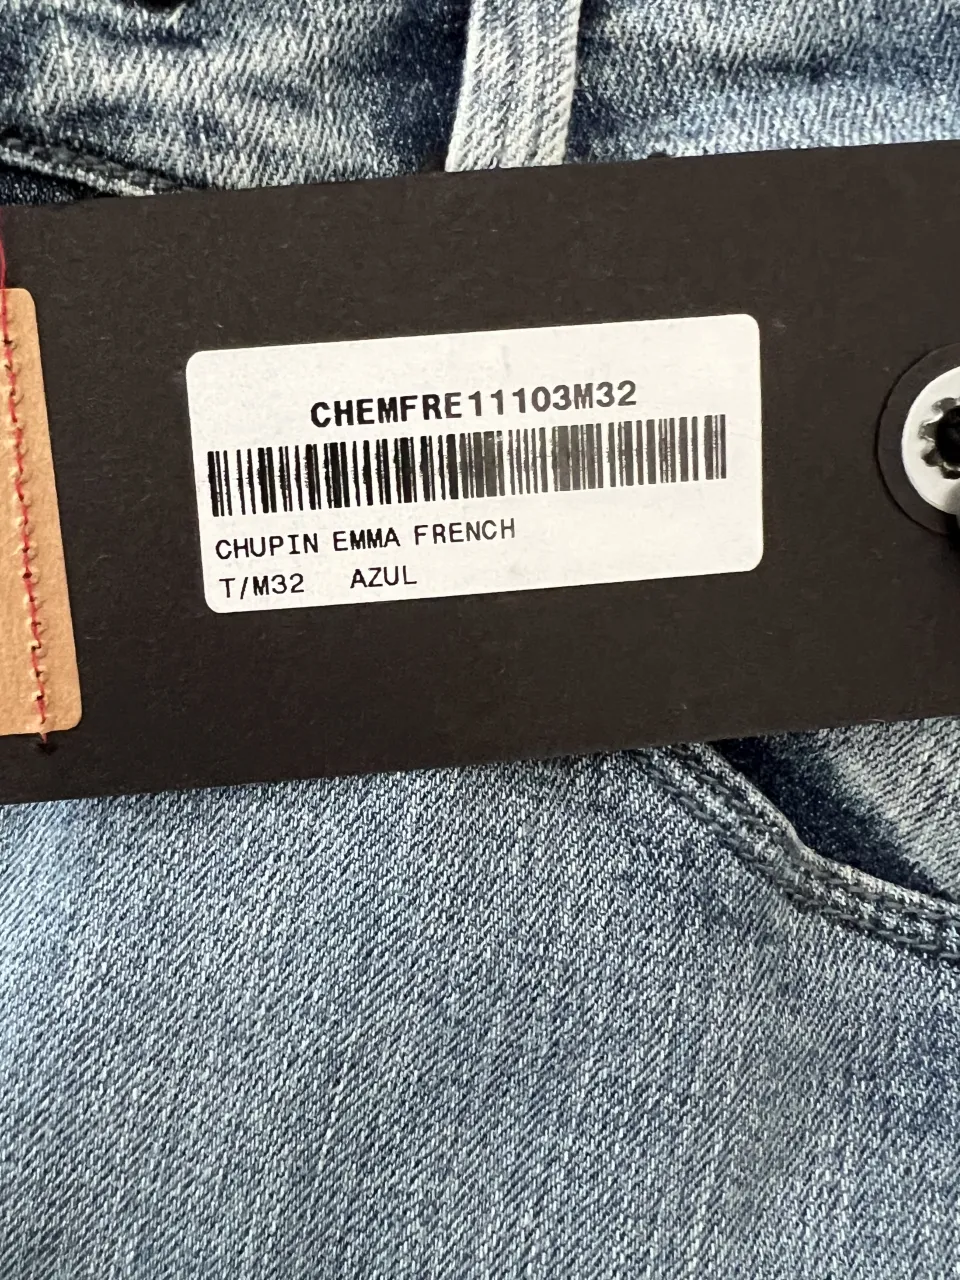 CHEMFRE11103M32
CHUPIN EMMA FRENCH
T/M32 AZUL